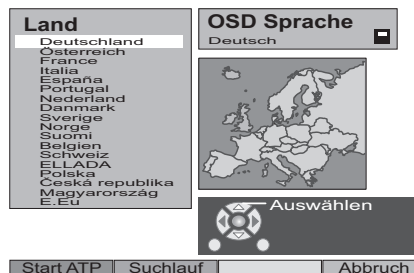 Land
Deutschland
Österreich
France
Italia
España
Portugal
Nederland
Danmark
Sverige
Norge
Suomi
Belgien
Schweiz
ELLADA
Polska
Česká republika
Magyarország
E.Eu
OSD Sprache
Deutsch
Auswählen
Start ATP
Suchlauf
Abbruch